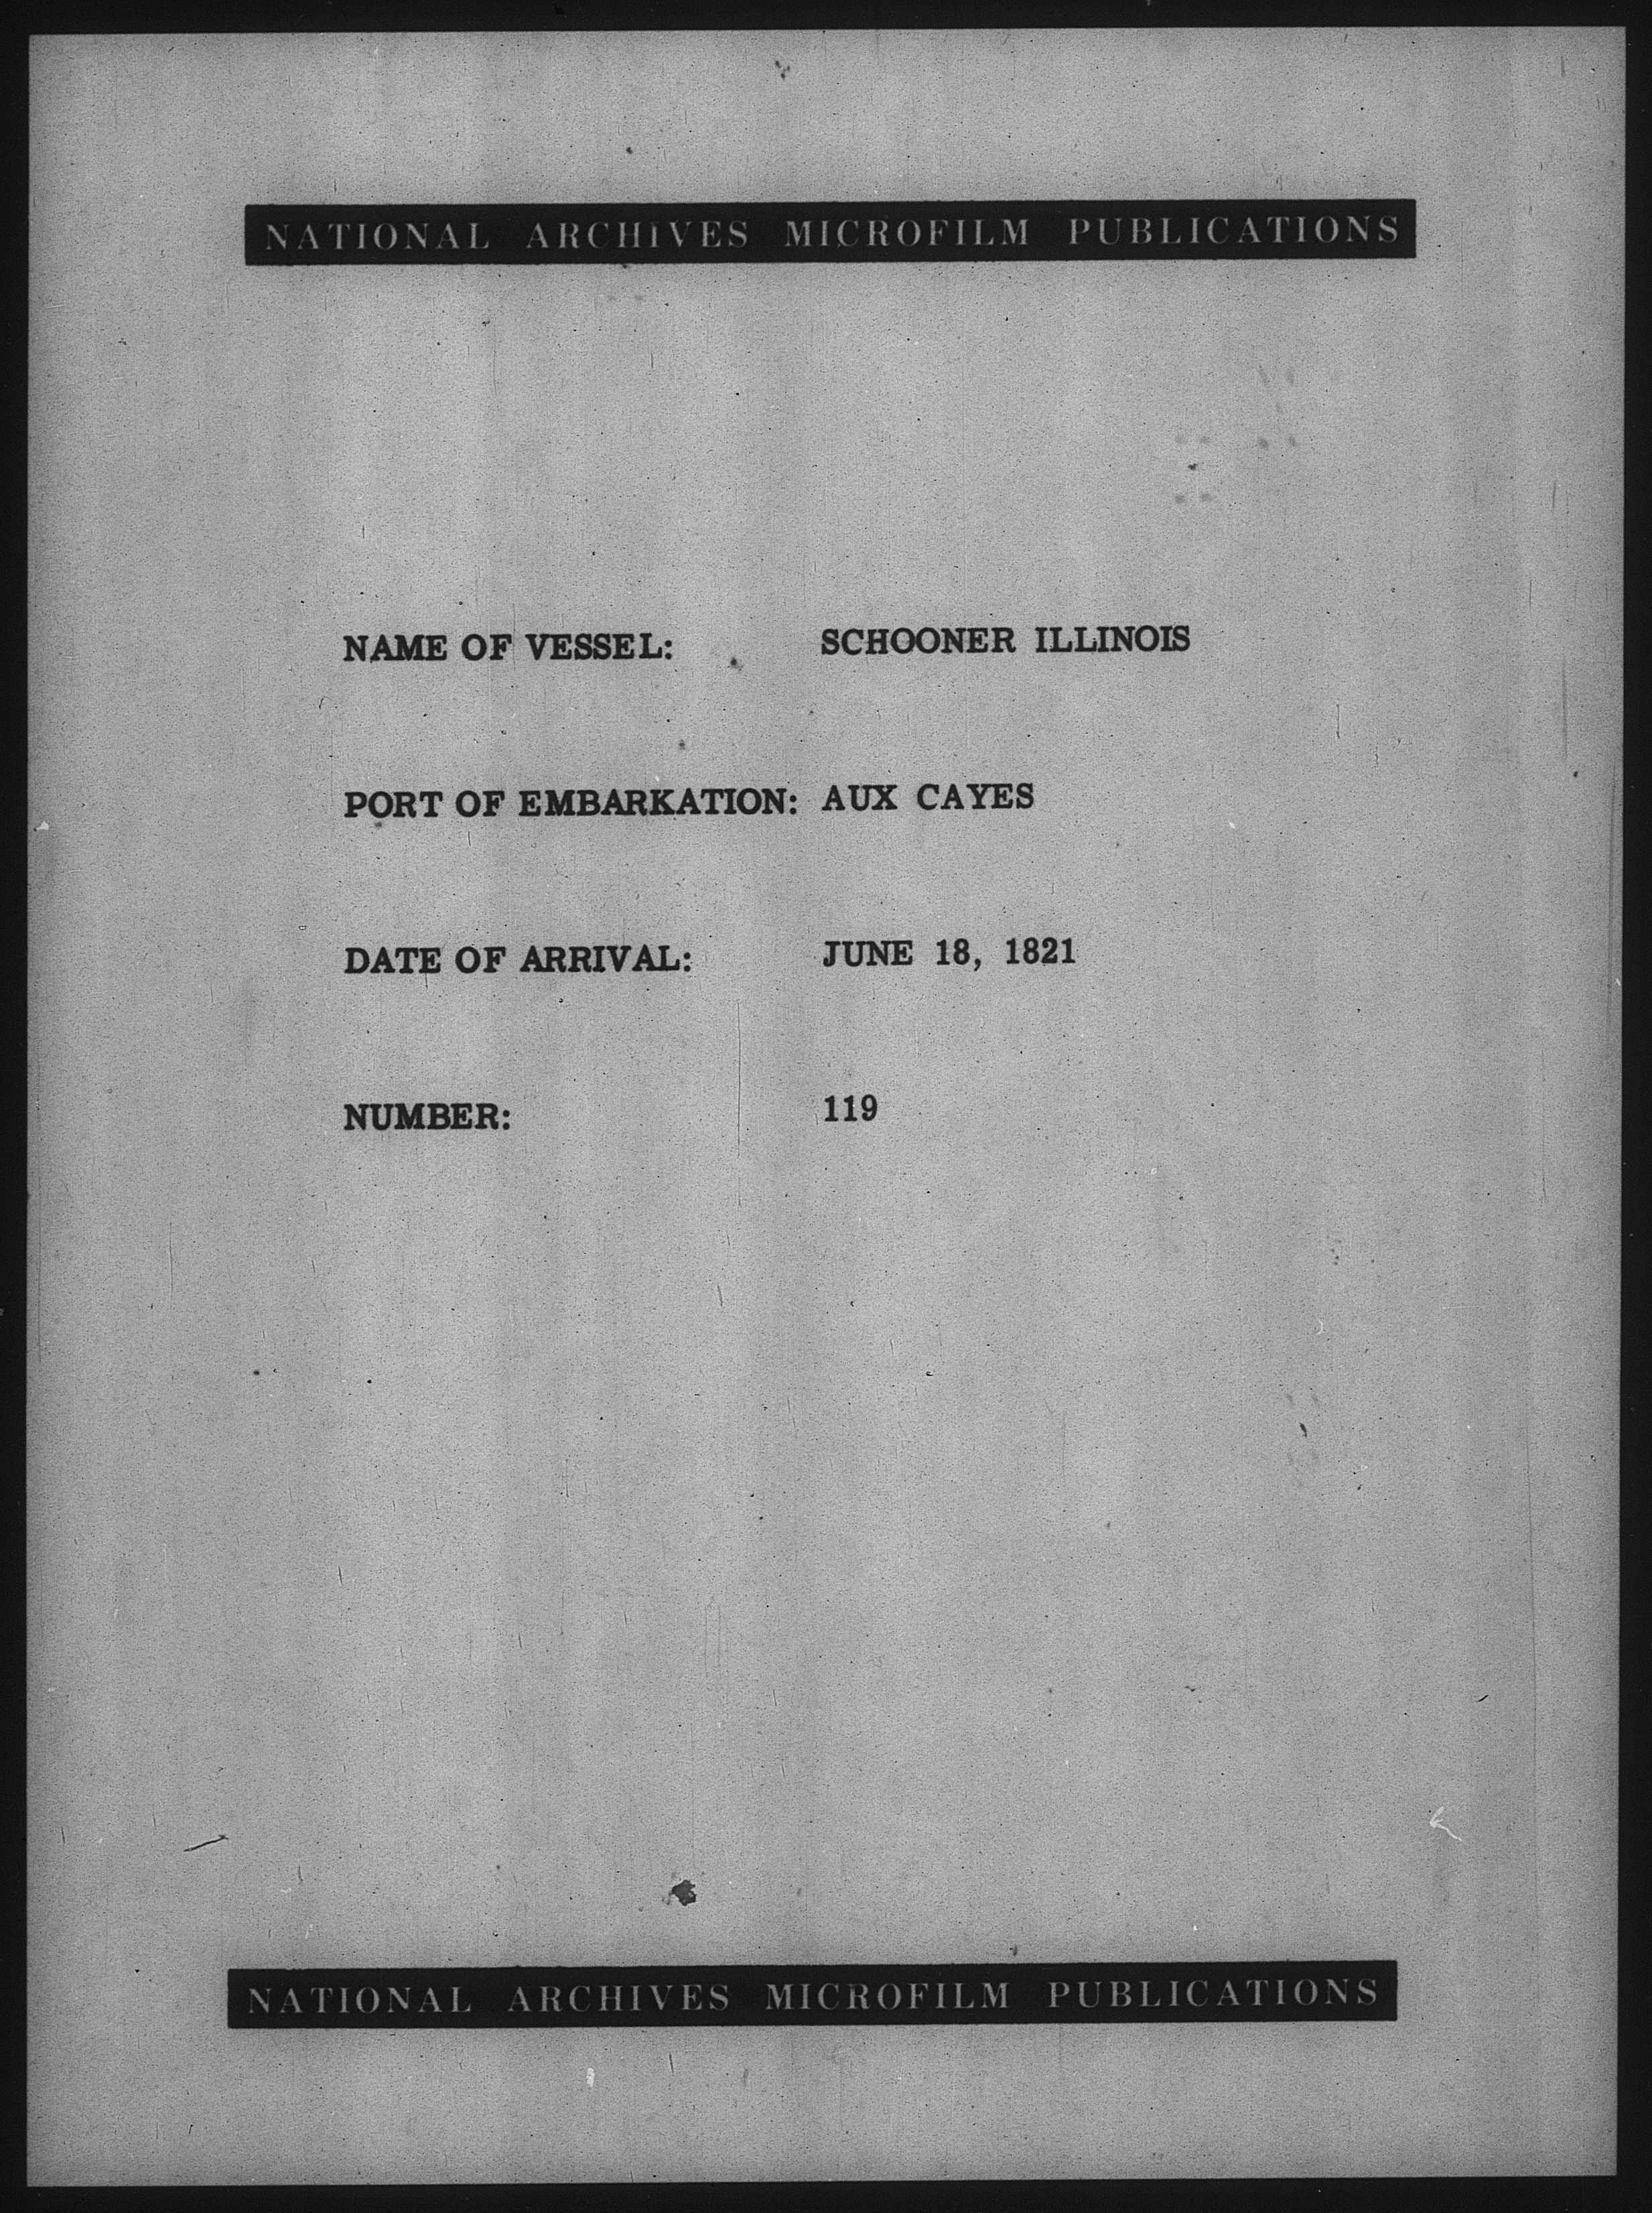 NATIONAL ARCHIVES MICROFILM PUBLICATIONS
NAME OF VESSEL: SCHOONER ILLINOIS
PORT OF EMBARKATION: AUX CAYES
DATE OF ARRIVAL: JUNE 18, 1821
NUMBER: 119
NATIONAL ARCHIVES MICROFILM PUBLICATIONS